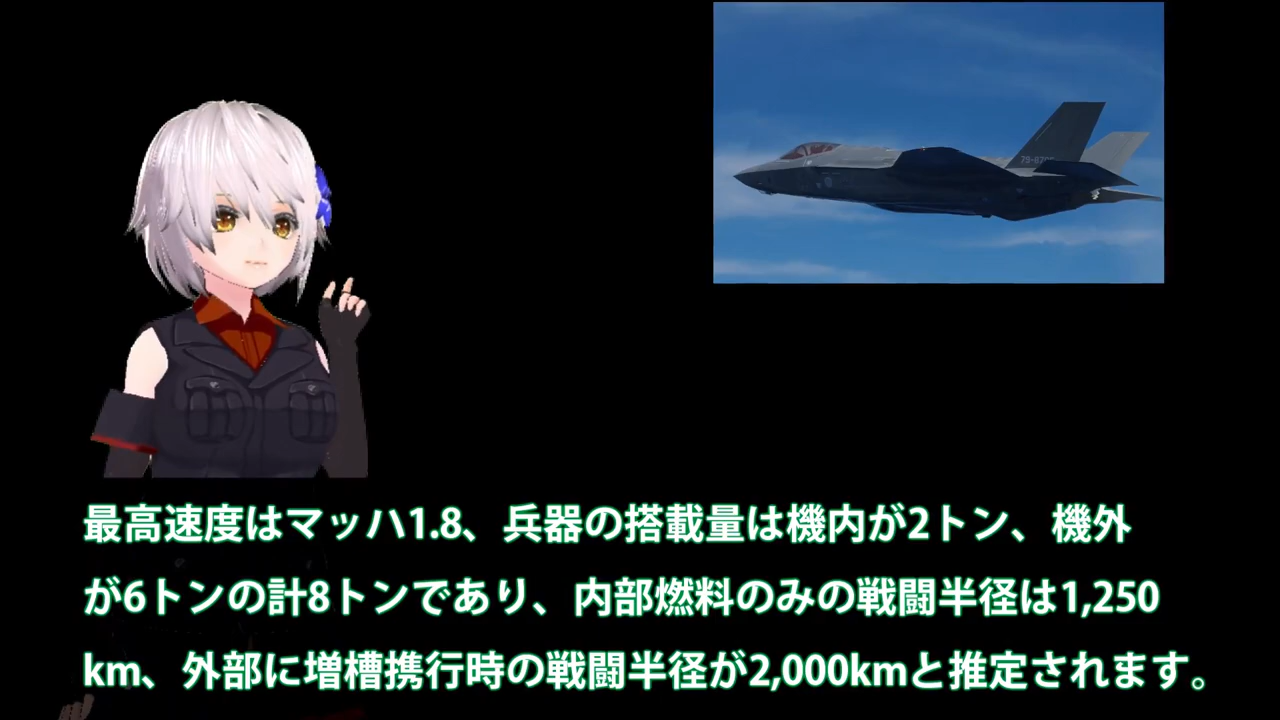 最高速度はマッハ1.8、兵器の搭載量は機内が2トン、機外
が6トンの計8トンであり、内部燃料のみの戦闘半径は1,250
km、外部に増槽携行時の戦闘半径が2,000kmと推定されます。